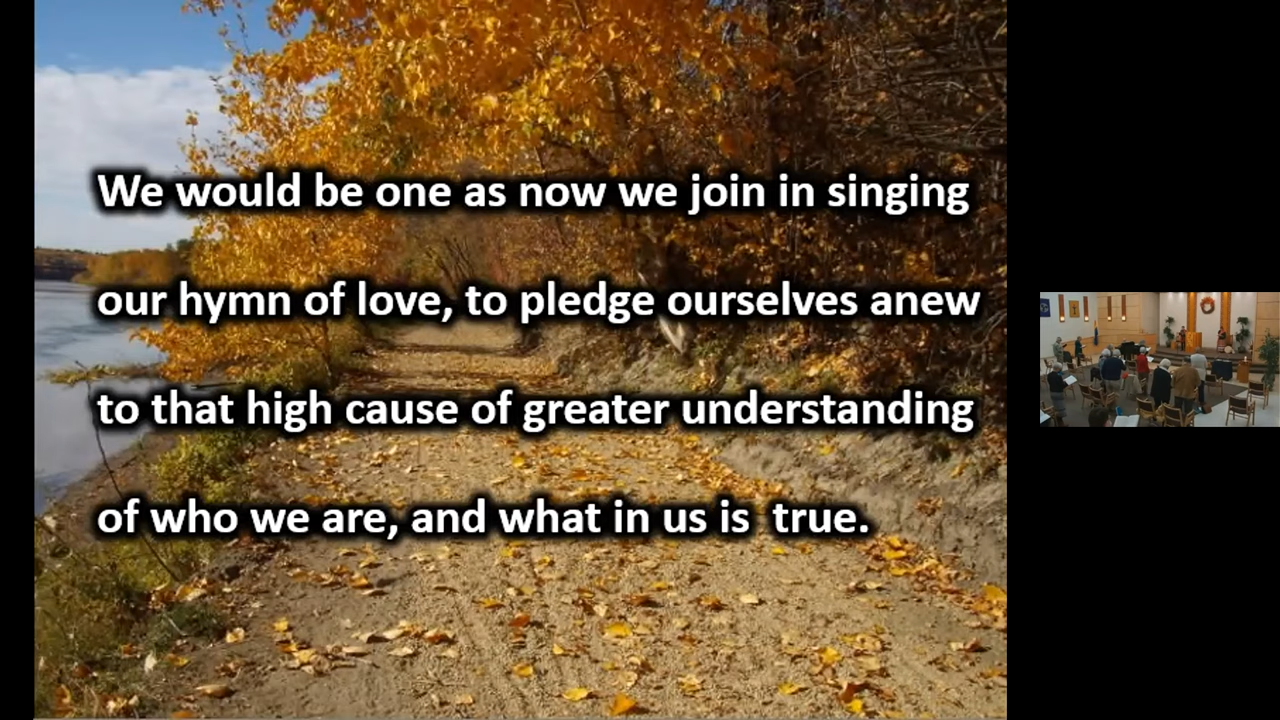 We would be one as now we join in singing
our hymn of love, to pledge ourselves anew
to that high cause of greater understanding
of who we are, and what in us is  true.